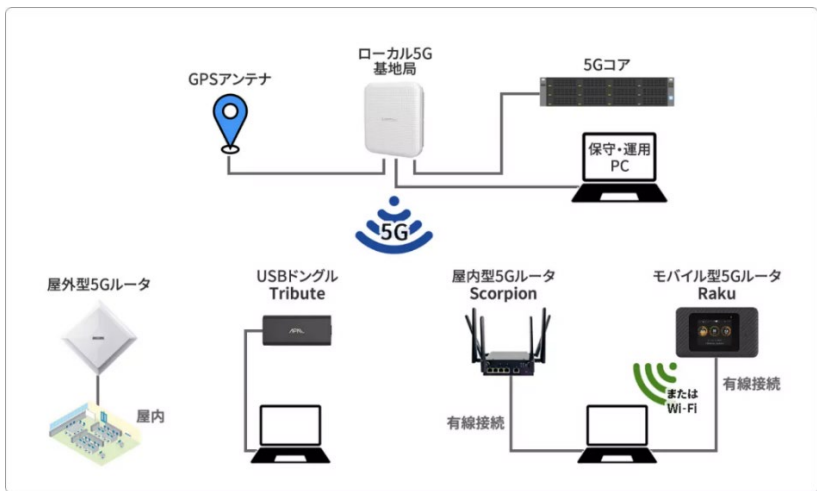 ローカル5G
基地局
GPSアンテナ
5Gコア
保守・運用
PC
5G
屋外型5Gルータ
USBドングル
Tribute
屋内型5Gルータ
Scorpion
モバイル型5Gルータ
Raku
APAL
屋内
有線接続
または
Wi-Fi
有線接続